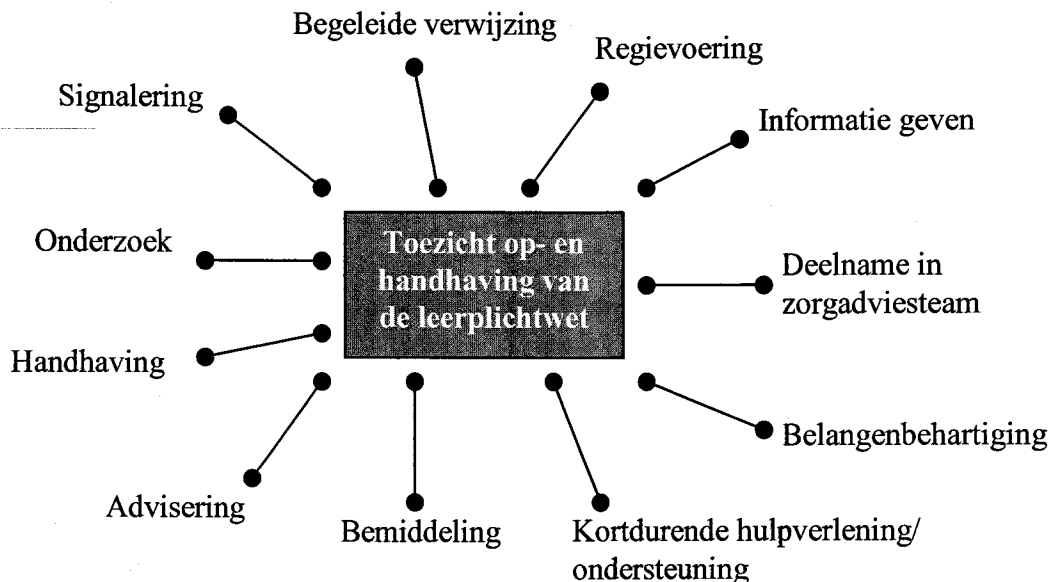 Begeleide verwijzing
Regievoering
Signalering
Informatie geven
Onderzoek
Toezicht op- en
handhaving van
de leerplichtwet
Deelname in
zorgadviesteam
Handhaving
Belangenbehartiging
Advisering
Bemiddeling
Kortdurende hulpverlening/
ondersteuning